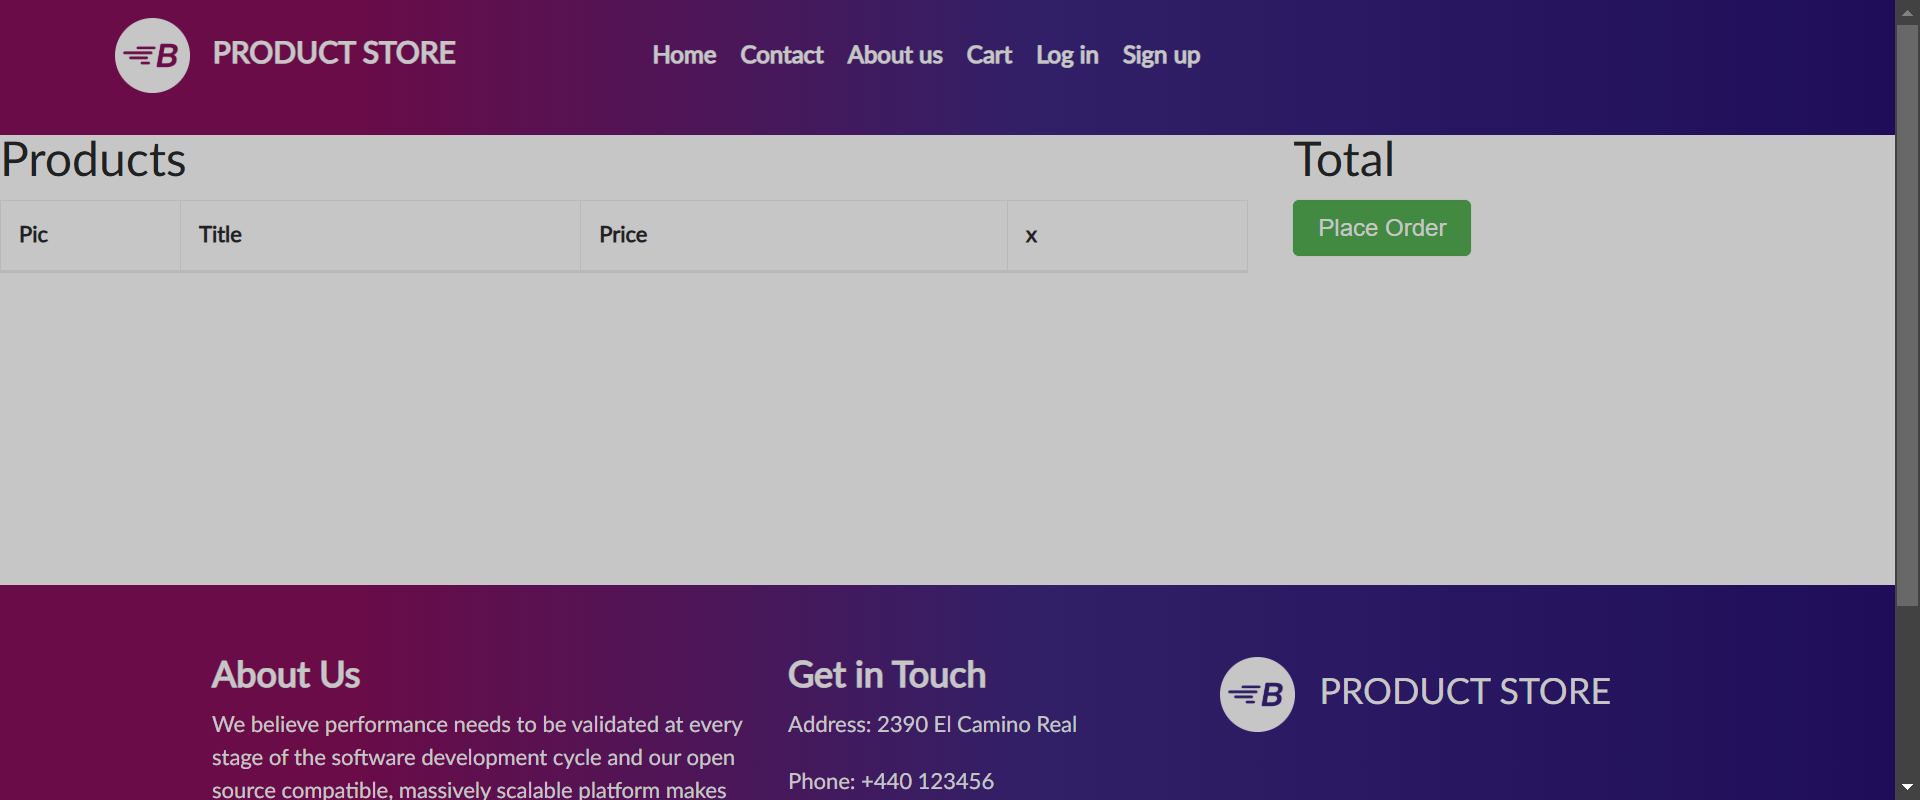 B PRODUCT STORE Home Contact About us Cart Log in Sign up
Products
Total
Pic Title Price x
Place Order
About Us
We believe performance needs to be validated at every
stage of the software development cycle and our open
source compatible, massively scalable platform makes
Get in Touch
Address: 2390 El Camino Real
Phone: +440 123456
B PRODUCT STORE